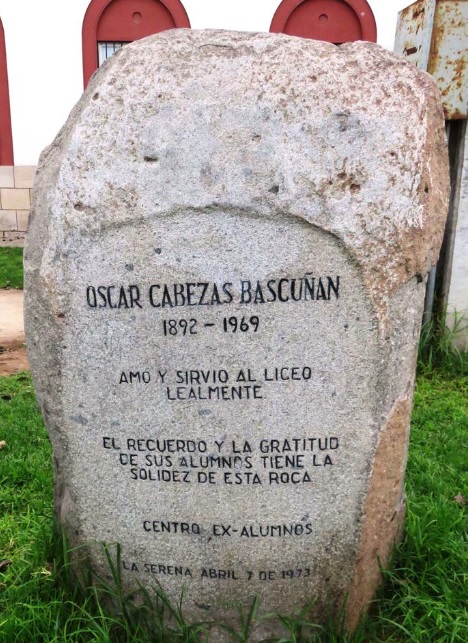 OSCAR CABEZAS BASCUÑAN
1892 - 1969
AMO Y SIRVIO AL LICEO
LEALMENTE
EL RECUERDO Y LA GRATITUD
DE SUS ALUMNOS TIENE LA
SOLIDEZ DE ESTA ROCA
CENTRO EX-ALUMNOS
LA SERENA ABRIL 7 DE 1973